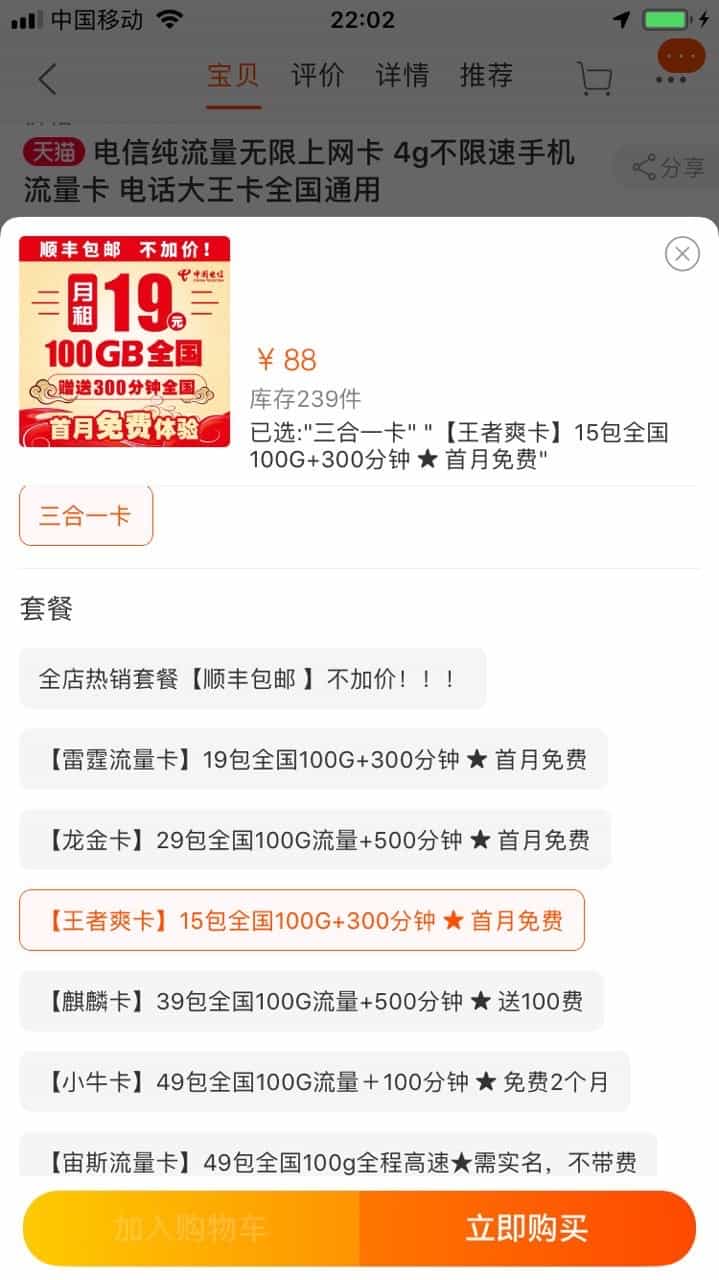 中国移动 22:02
宝贝 评价 详情 推荐
天猫 电信纯流量无限上网卡 4g不限速手机
流量卡 电话大王卡全国通用
分享
顺丰包邮 不加价!
中国电信
月租19元
100GB全国
赠送300分钟全国
首月免费体验
¥ 88
库存239件
已选:"三合一卡" "【王者爽卡】15包全国
100G+300分钟 ★ 首月免费"
三合一卡
套餐
全店热销套餐【顺丰包邮 】不加价！！！
【雷霆流量卡】19包全国100G+300分钟 ★ 首月免费
【龙金卡】29包全国100G流量+500分钟 ★ 首月免费
【王者爽卡】15包全国100G+300分钟 ★ 首月免费
【麒麟卡】39包全国100G流量+500分钟 ★ 送100费
【小牛卡】49包全国100G流量＋100分钟 ★ 免费2个月
【宙斯流量卡】49包全国100g全程高速★需实名，不带费
加入购物车 立即购买